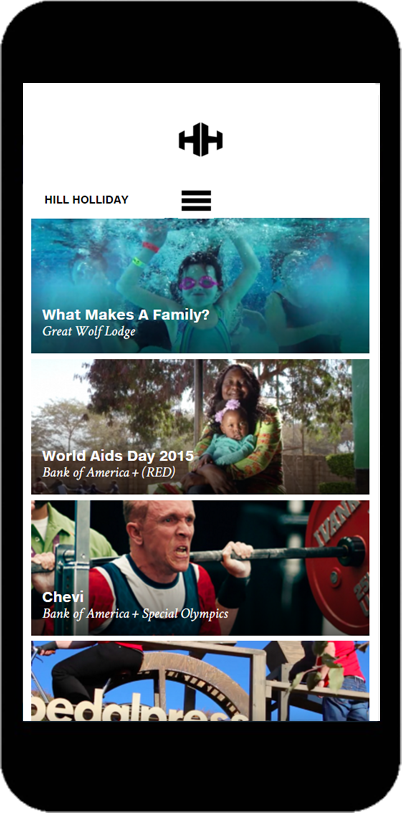 HH
HILL HOLLIDAY
What Makes A Family?
Great Wolf Lodge
World Aids Day 2015
Bank of America + (RED)
Chevi
Bank of America + Special Olympics
pedalpress